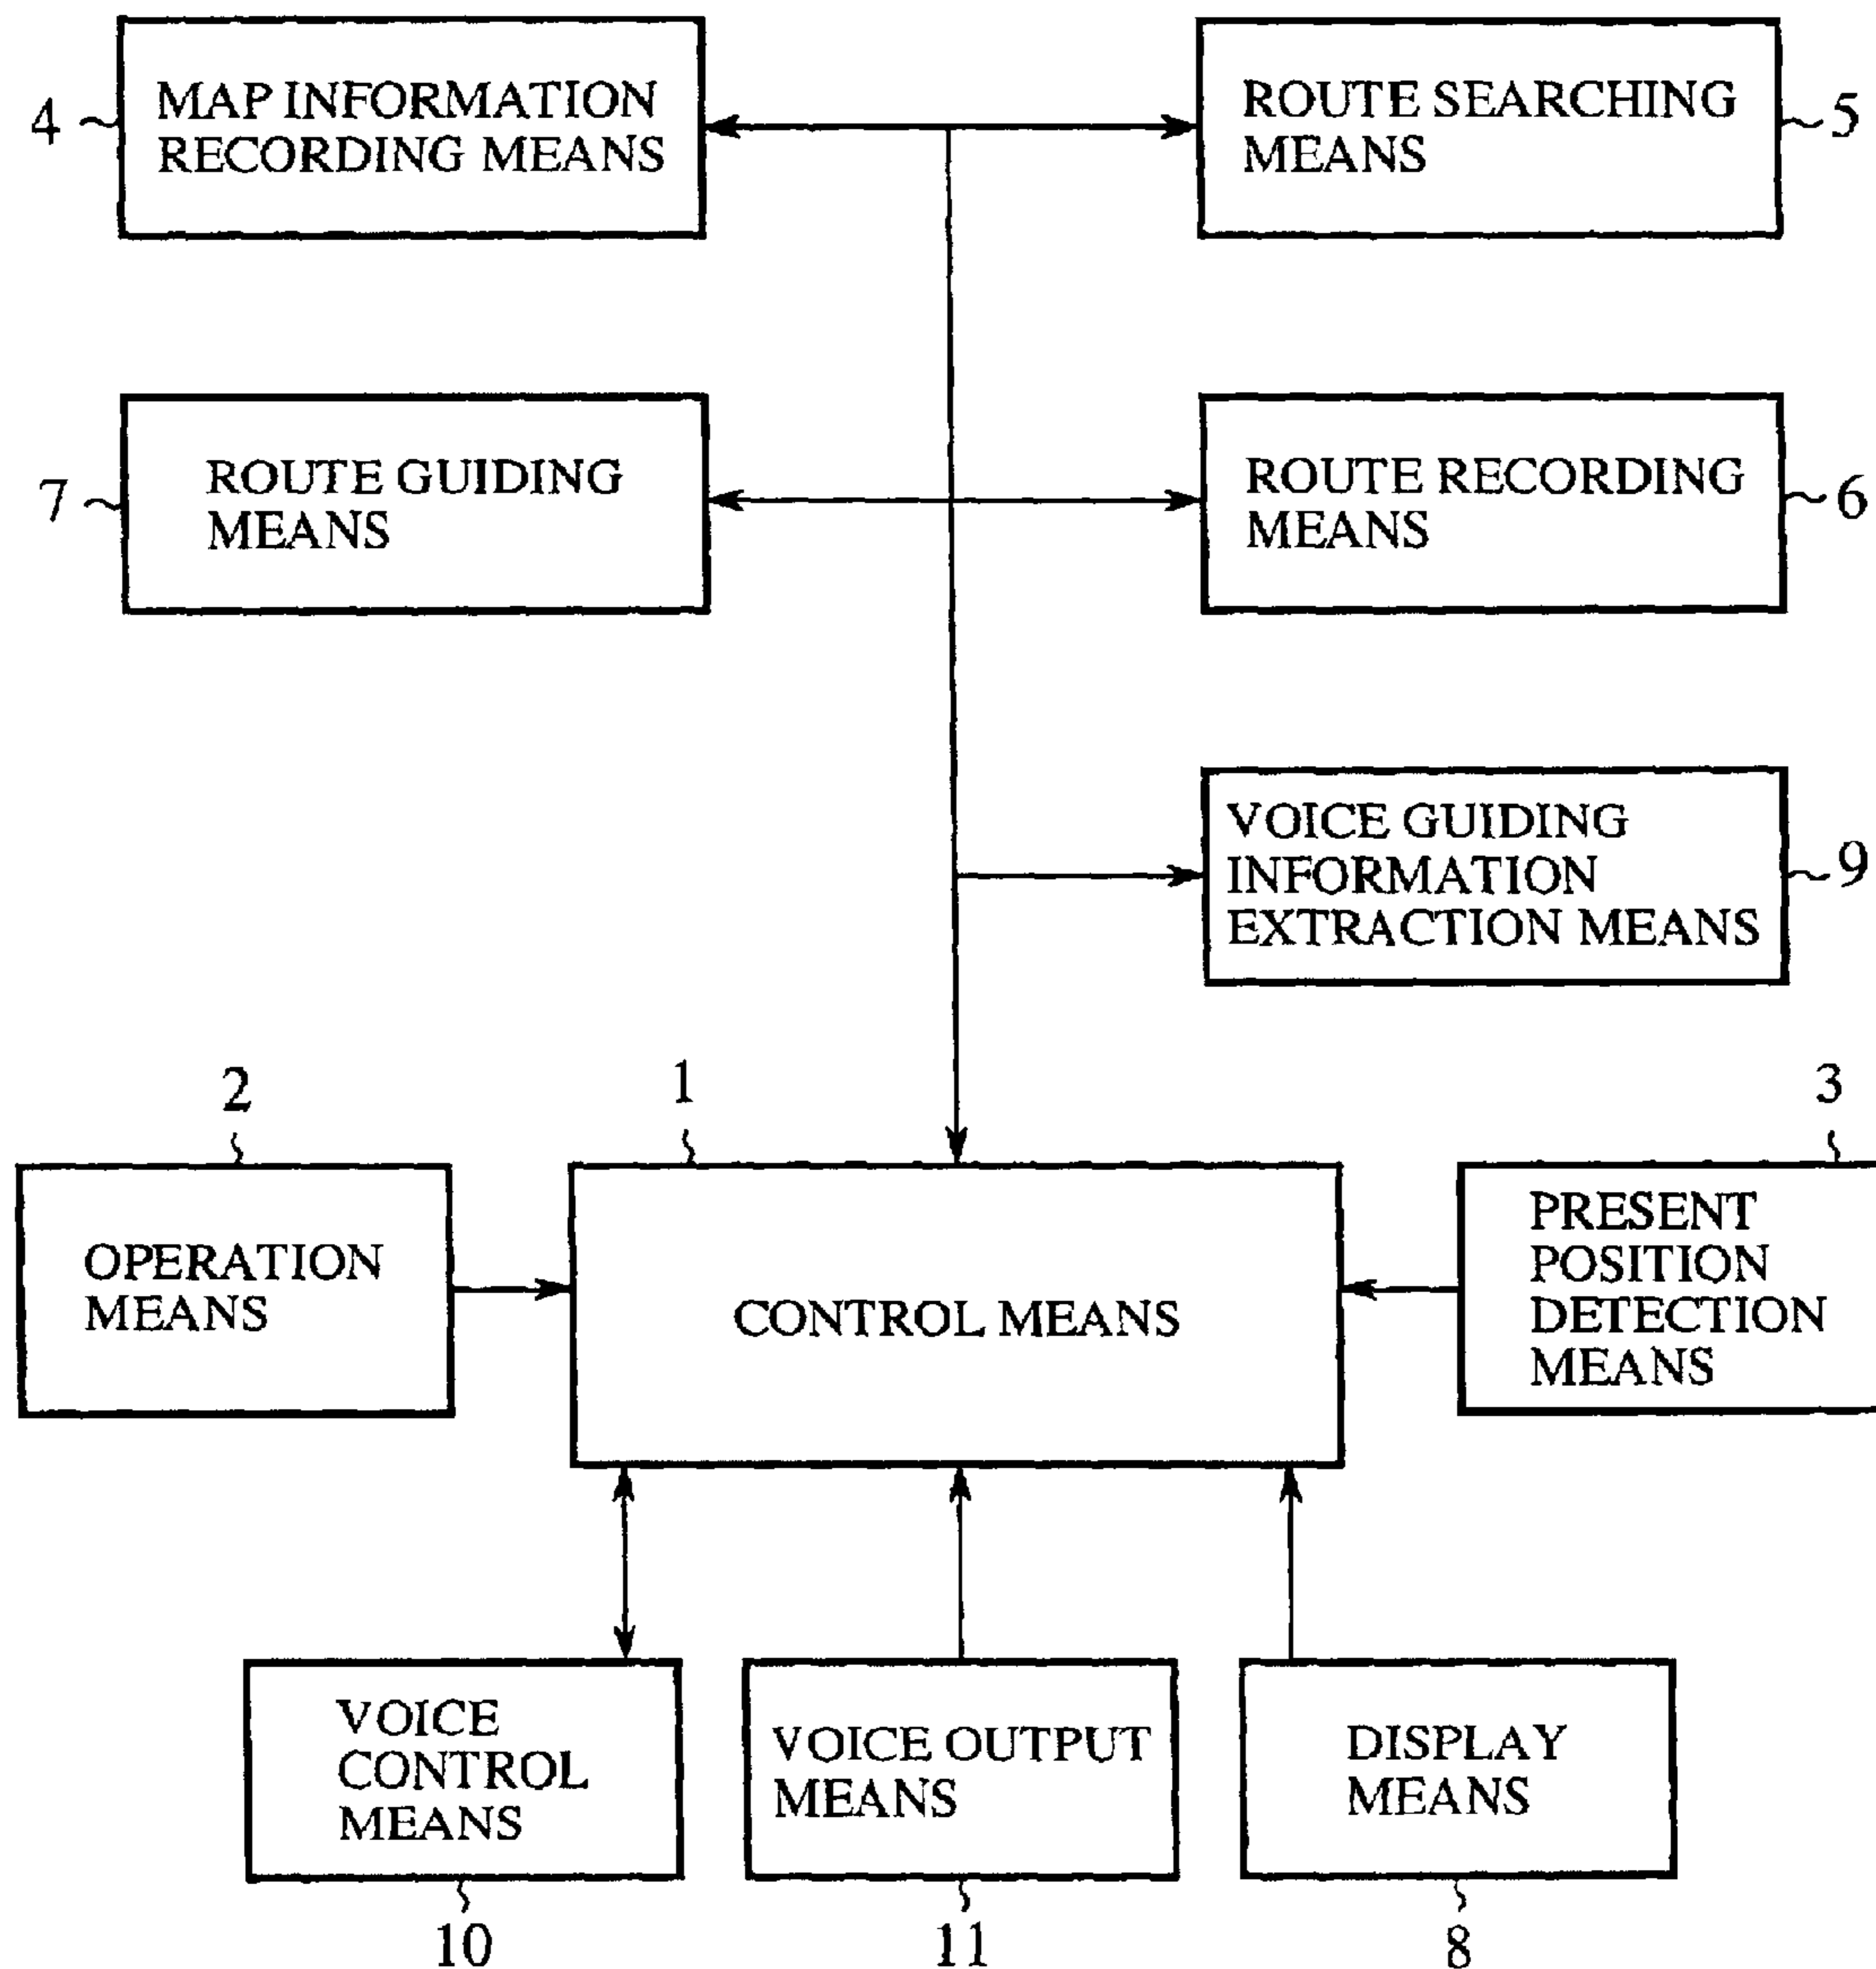 4
MAP INFORMATION
RECORDING MEANS
ROUTE SEARCHING
MEANS
5
7
ROUTE GUIDING
MEANS
ROUTE RECORDING
MEANS
6
VOICE GUIDING
INFORMATION
EXTRACTION MEANS
9
2
OPERATION
MEANS
1
CONTROL MEANS
3
PRESENT
POSITION
DETECTION
MEANS
VOICE
CONTROL
MEANS
10
VOICE OUTPUT
MEANS
11
DISPLAY
MEANS
8